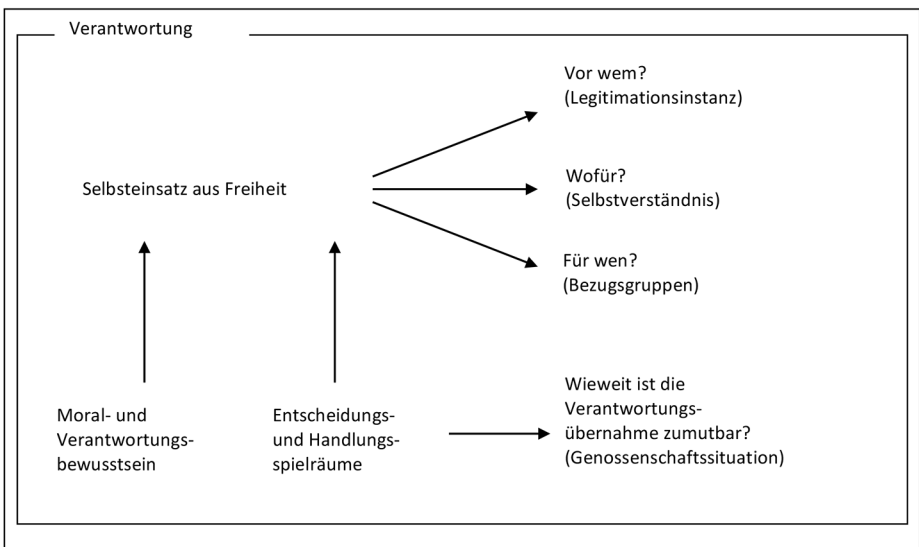 Verantwortung
Vor wem?
(Legitimationsinstanz)
Selbsteinsatz aus Freiheit
Wofür?
(Selbstverständnis)
Für wen?
(Bezugsgruppen)
Moral- und
Verantwortungs-
bewusstsein
Entscheidungs-
und Handlungs-
spielräume
Wieweit ist die
Verantwortungs-
übernahme zumutbar?
(Genossenschaftssituation)